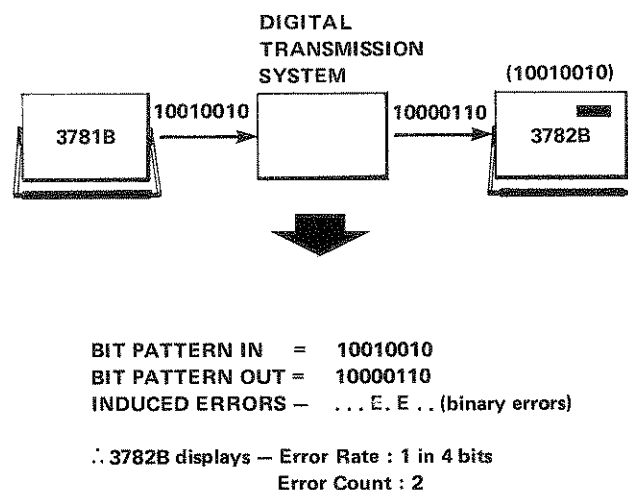 DIGITAL
TRANSMISSION
SYSTEM
(10010010)
3781B
10010010
10000110
3782B
BIT PATTERN IN = 10010010
BIT PATTERN OUT = 10000110
INDUCED ERRORS – . . . E . E . . (binary errors)
∴ 3782B displays – Error Rate : 1 in 4 bits
Error Count : 2